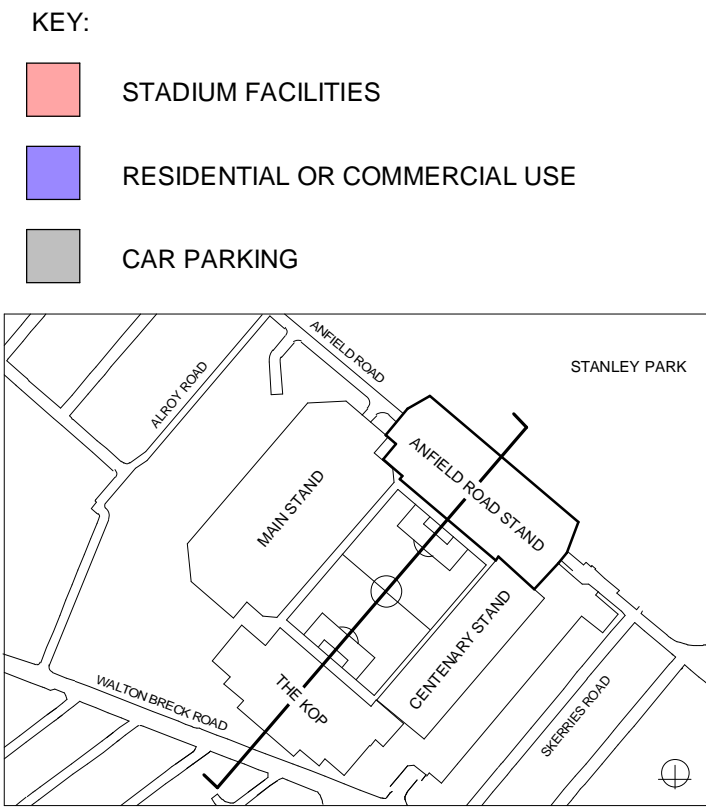 KEY:
STADIUM FACILITIES
RESIDENTIAL OR COMMERCIAL USE
CAR PARKING
ANFIELD ROAD
STANLEY PARK
ALROY ROAD
ANFIELD ROAD STAND
MAIN STAND
CENTENARY STAND
THE KOP
WALTON BRECK ROAD
SKERRIES ROAD